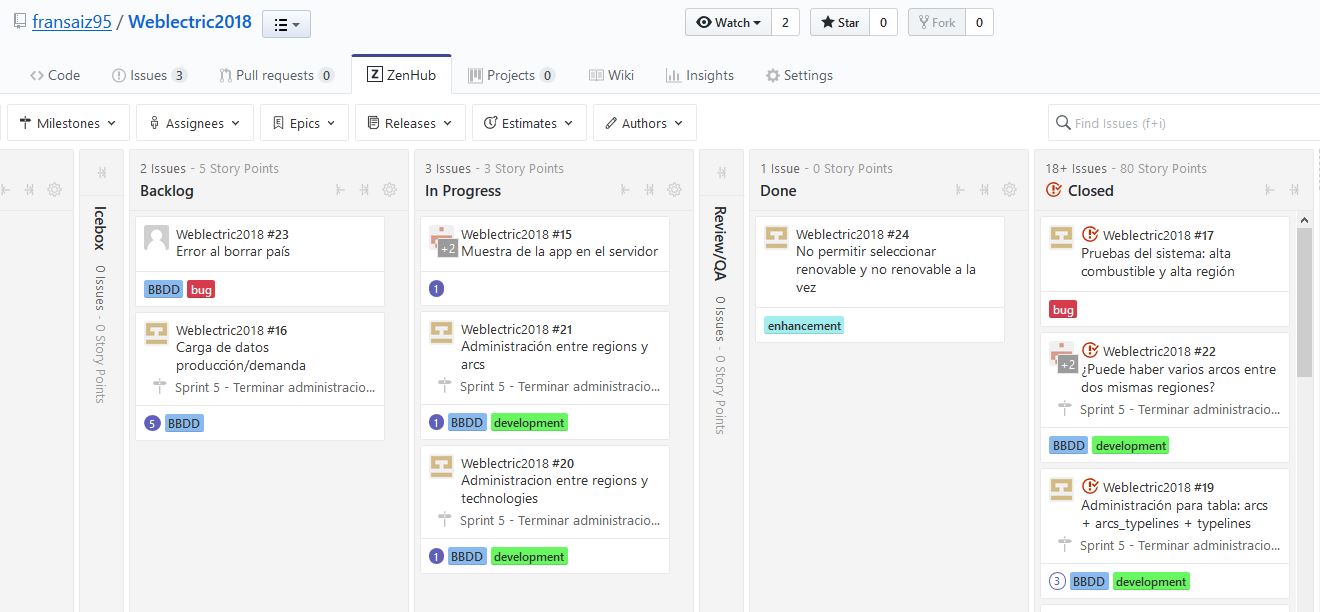 fransaiz95 / Weblectric2018
Watch 2 Star 0 Fork 0
Code Issues 3 Pull requests 0 ZenHub Projects 0 Wiki Insights Settings
Milestones Assignees Epics Releases Estimates Authors Find Issues (f+i)
Icebox 0 Issues - 0 Story Points
2 Issues - 5 Story Points
Backlog
Weblectric2018 #23
Error al borrar país
BBDD bug
Weblectric2018 #16
Carga de datos
producción/demanda
Sprint 5 - Terminar administracio...
5 BBDD
3 Issues - 3 Story Points
In Progress
+2
Weblectric2018 #15
Muestra de la app en el servidor
1
Weblectric2018 #21
Administración entre regions y
arcs
Sprint 5 - Terminar administracio...
1 BBDD development
Weblectric2018 #20
Administracion entre regions y
technologies
Sprint 5 - Terminar administracio...
1 BBDD development
Review/QA 0 Issues - 0 Story Points
1 Issue - 0 Story Points
Done
Weblectric2018 #24
No permitir seleccionar
renovable y no renovable a la
vez
enhancement
18+ Issues - 80 Story Points
Closed
Weblectric2018 #17
Pruebas del sistema: alta
combustible y alta región
bug
+2
Weblectric2018 #22
¿Puede haber varios arcos entre
dos mismas regiones?
Sprint 5 - Terminar administracio...
BBDD development
Weblectric2018 #19
Administración para tabla: arcs
+ arcs_typelines + typelines
Sprint 5 - Terminar administracio...
3 BBDD development